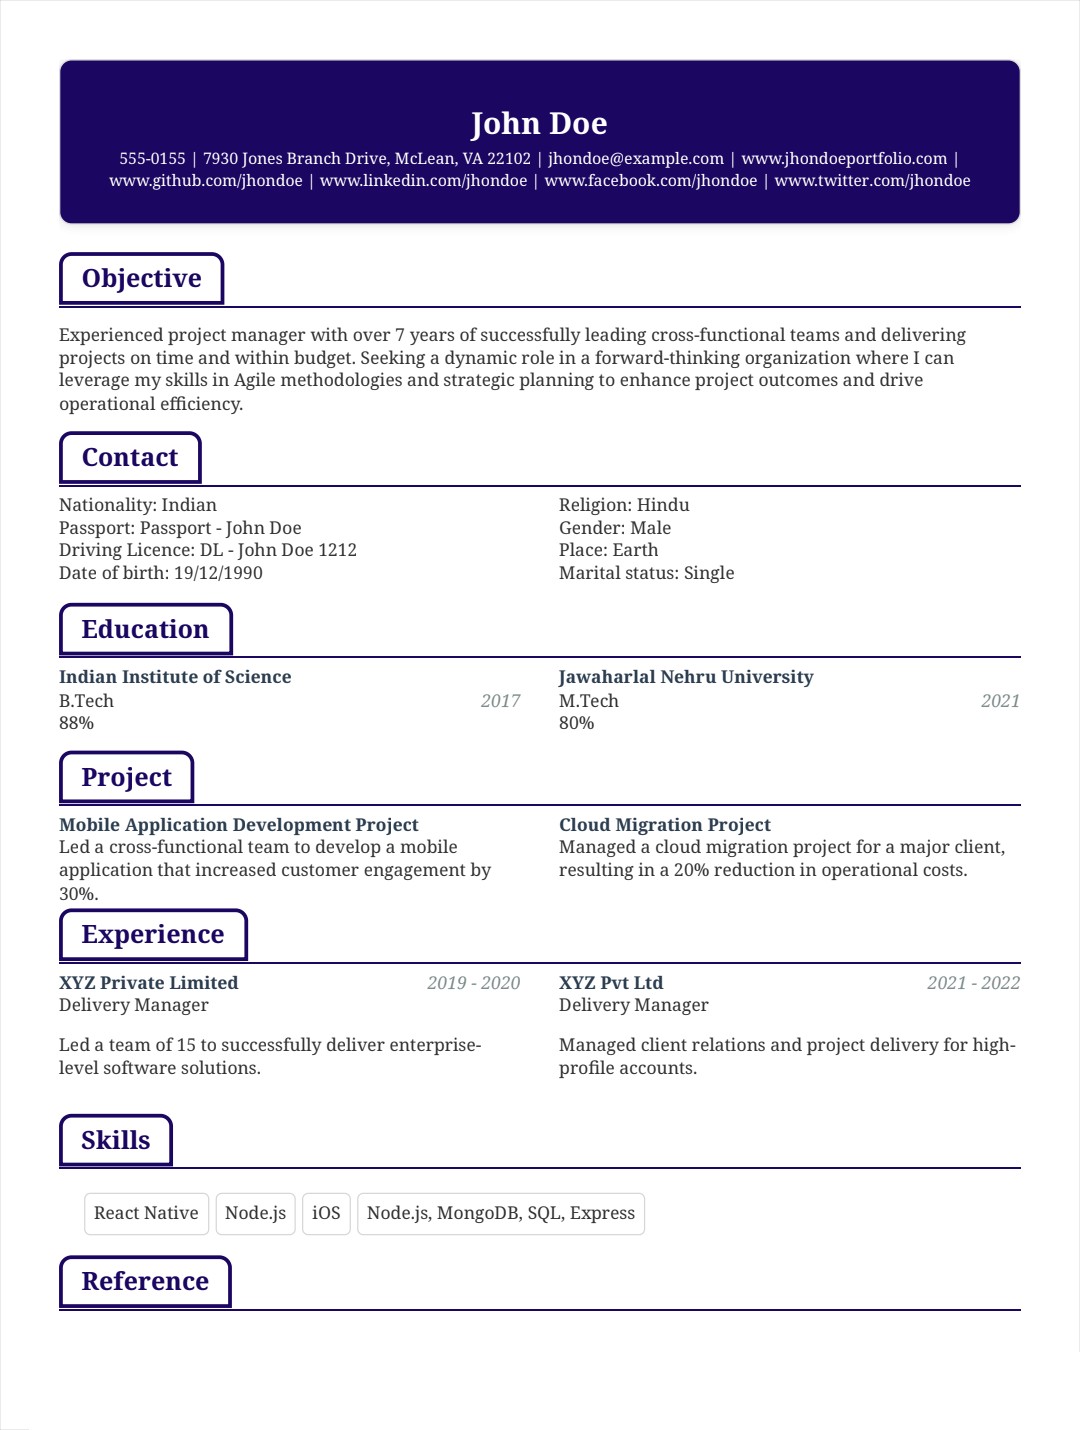 John Doe
555-0155 | 7930 Jones Branch Drive, McLean, VA 22102 | jhondoe@example.com | www.jhondoeportfolio.com |
www.github.com/jhondoe | www.linkedin.com/jhondoe | www.facebook.com/jhondoe | www.twitter.com/jhondoe
Objective
Experienced project manager with over 7 years of successfully leading cross-functional teams and delivering
projects on time and within budget. Seeking a dynamic role in a forward-thinking organization where I can
leverage my skills in Agile methodologies and strategic planning to enhance project outcomes and drive
operational efficiency.
Contact
Nationality: Indian
Passport: Passport - John Doe
Driving Licence: DL - John Doe 1212
Date of birth: 19/12/1990
Religion: Hindu
Gender: Male
Place: Earth
Marital status: Single
Education
Indian Institute of Science
B.Tech 2017
88%
Jawaharlal Nehru University
M.Tech 2021
80%
Project
Mobile Application Development Project
Led a cross-functional team to develop a mobile
application that increased customer engagement by
30%.
Cloud Migration Project
Managed a cloud migration project for a major client,
resulting in a 20% reduction in operational costs.
Experience
XYZ Private Limited 2019 - 2020
Delivery Manager
Led a team of 15 to successfully deliver enterprise-
level software solutions.
XYZ Pvt Ltd 2021 - 2022
Delivery Manager
Managed client relations and project delivery for high-
profile accounts.
Skills
React Native Node.js iOS Node.js, MongoDB, SQL, Express
Reference